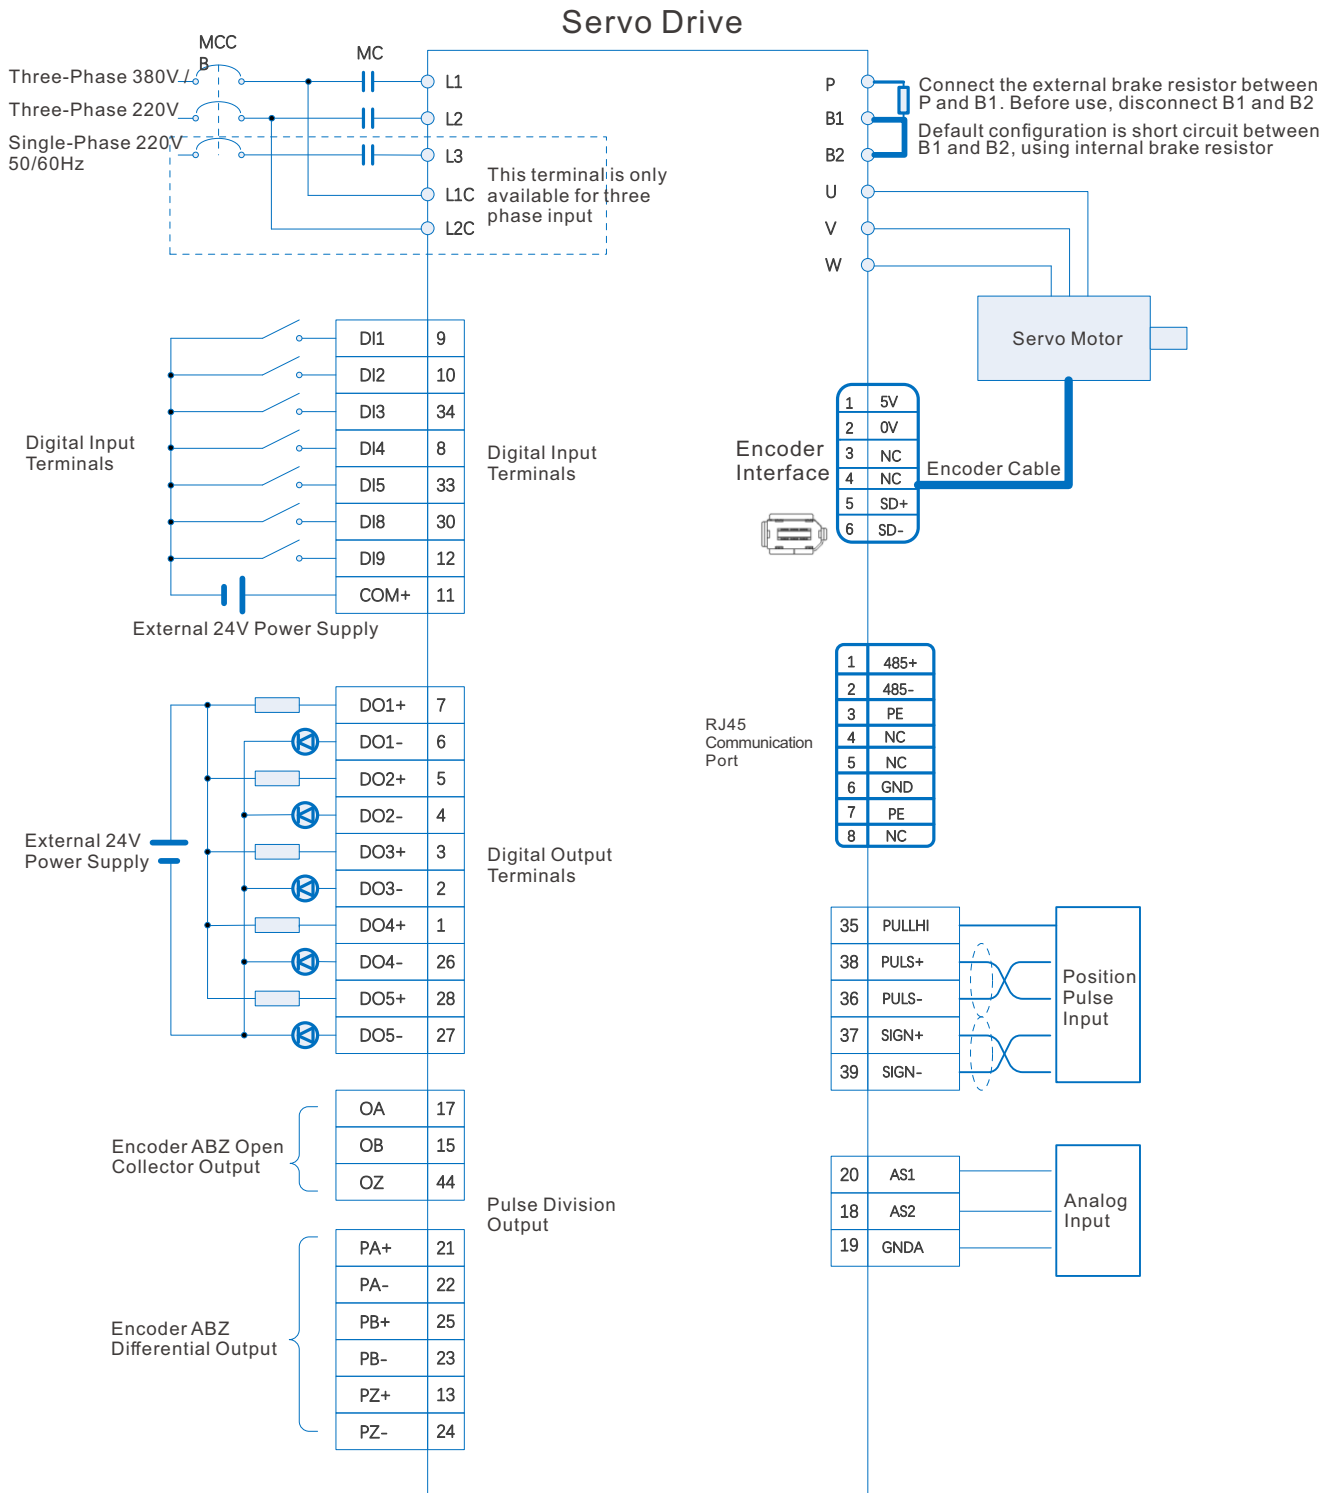 Servo Drive
MCC
B
MC
Three-Phase 380V /
Three-Phase 220V
Single-Phase 220V
50/60Hz
L1
L2
L3
L1C
L2C
This terminal is only
available for three
phase input
P
B1
B2
U
V
W
Connect the external brake resistor between
P and B1. Before use, disconnect B1 and B2
Default configuration is short circuit between
B1 and B2, using internal brake resistor
Servo Motor
Digital Input
Terminals
DI1 9
DI2 10
DI3 34
DI4 8
DI5 33
DI8 30
DI9 12
COM+ 11
Digital Input
Terminals
External 24V Power Supply
Encoder
Interface
1 5V
2 0V
3 NC
4 NC
5 SD+
6 SD-
Encoder Cable
RJ45
Communication
Port
1 485+
2 485-
3 PE
4 NC
5 NC
6 GND
7 PE
8 NC
External 24V
Power Supply
DO1+ 7
DO1- 6
DO2+ 5
DO2- 4
DO3+ 3
DO3- 2
DO4+ 1
DO4- 26
DO5+ 28
DO5- 27
Digital Output
Terminals
35 PULLHI
38 PULS+
36 PULS-
37 SIGN+
39 SIGN-
Position
Pulse
Input
Encoder ABZ Open
Collector Output
OA 17
OB 15
OZ 44
Pulse Division
Output
20 AS1
18 AS2
19 GNDA
Analog
Input
Encoder ABZ
Differential Output
PA+ 21
PA- 22
PB+ 25
PB- 23
PZ+ 13
PZ- 24